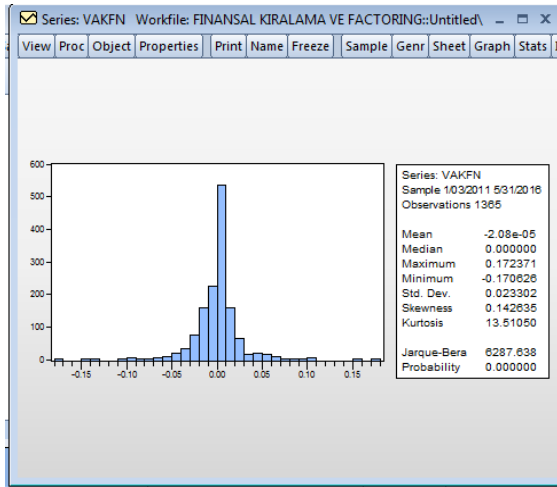 Series: VAKFN Workfile: FINANSAL KIRALAMA VE FACTORING::Untitled\
View Proc Object Properties Print Name Freeze Sample Genr Sheet Graph Stats
600
500
400
300
200
100
0
-0.15 -0.10 -0.05 0.00 0.05 0.10 0.15
Series: VAKFN
Sample 1/03/2011 5/31/2016
Observations 1365
Mean -2.08e-05
Median 0.000000
Maximum 0.172371
Minimum -0.170626
Std. Dev. 0.023302
Skewness 0.142635
Kurtosis 13.51050
Jarque-Bera 6287.638
Probability 0.000000